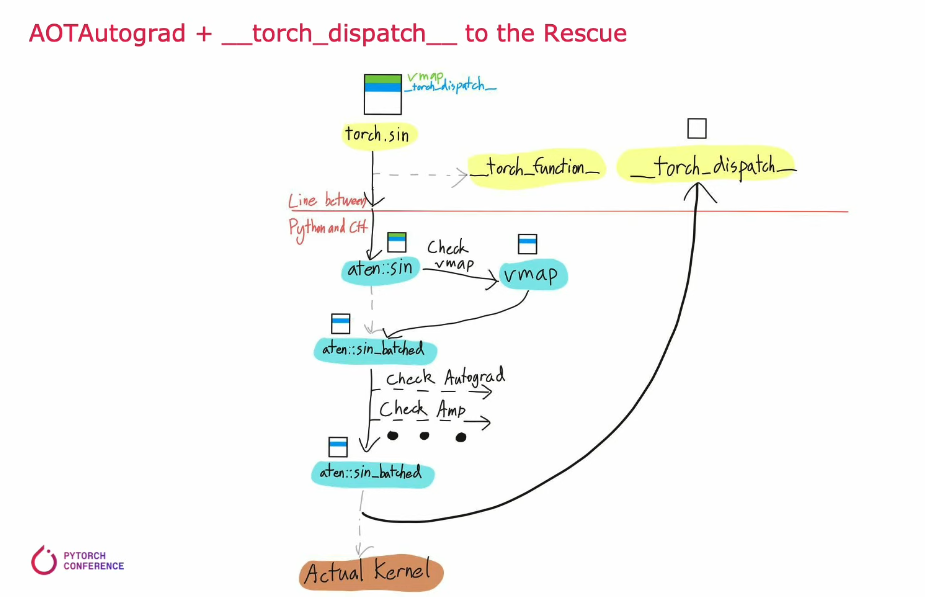 AOTAutograd + __torch_dispatch__ to the Rescue
vmap
_torch_dispatch_
torch.sin
__torch_function__
__torch_dispatch__
Line between
Python and C++
aten::sin
Check
vmap
vmap
aten::sin_batched
Check Autograd
Check Amp
aten::sin_batched
Actual Kernel
PYTORCH
CONFERENCE